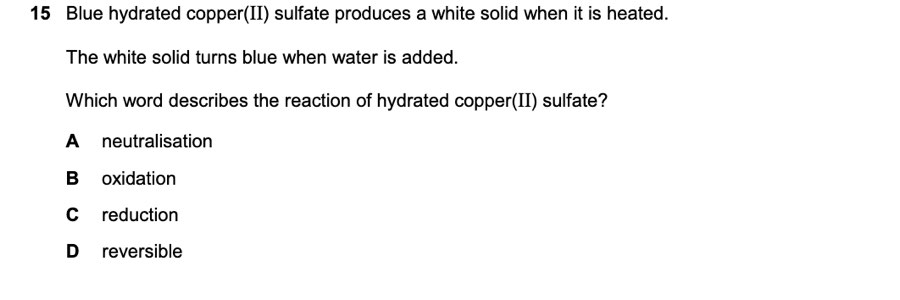 15 Blue hydrated copper(II) sulfate produces a white solid when it is heated.
The white solid turns blue when water is added.
Which word describes the reaction of hydrated copper(II) sulfate?
A neutralisation
B oxidation
C reduction
D reversible